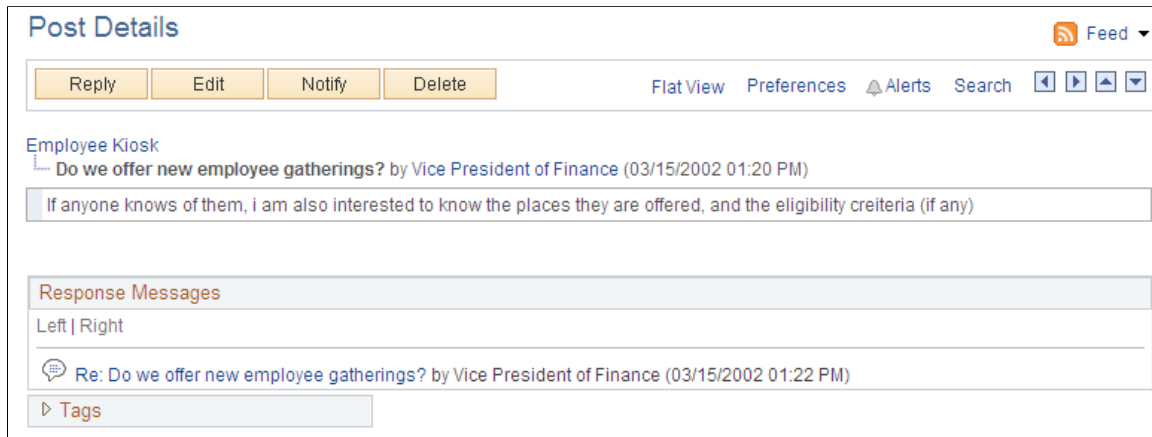 Post Details
Feed
Reply Edit Notify Delete Flat View Preferences Alerts Search
Employee Kiosk
Do we offer new employee gatherings? by Vice President of Finance (03/15/2002 01:20 PM)
If anyone knows of them, i am also interested to know the places they are offered, and the eligibility creiteria (if any)
Response Messages
Left | Right
Re: Do we offer new employee gatherings? by Vice President of Finance (03/15/2002 01:22 PM)
Tags